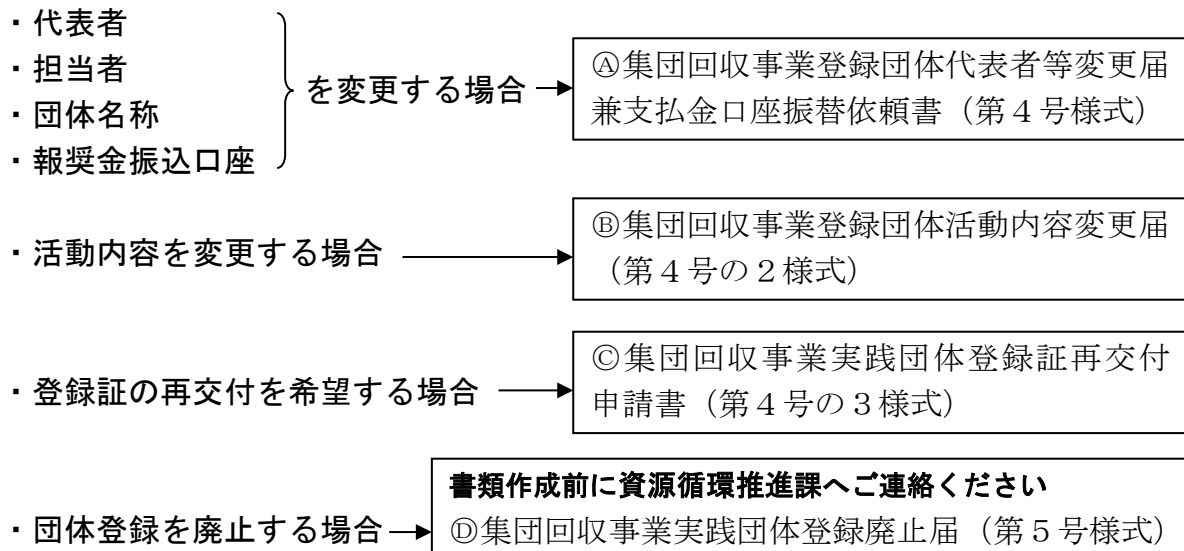 ・代表者
・担当者
・団体名称
・報奨金振込口座
を変更する場合
Ⓐ集団回収事業登録団体代表者等変更届
兼支払金口座振替依頼書（第４号様式）
・活動内容を変更する場合
Ⓑ集団回収事業登録団体活動内容変更届
（第４号の２様式）
・登録証の再交付を希望する場合
Ⓒ集団回収事業実践団体登録証再交付
申請書（第４号の３様式）
・団体登録を廃止する場合
書類作成前に資源循環推進課へご連絡ください
Ⓓ集団回収事業実践団体登録廃止届（第５号様式）